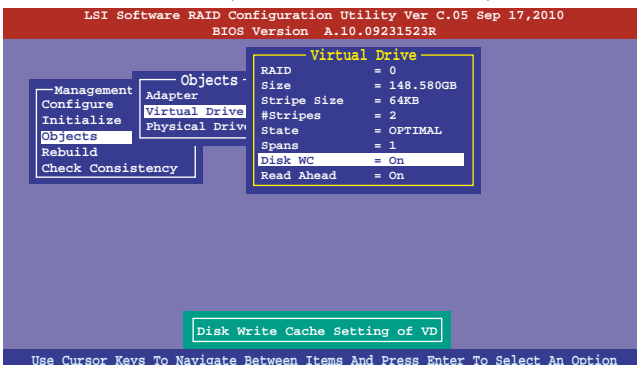 LSI Software RAID Configuration Utility Ver C.05 Sep 17,2010
BIOS Version A.10.09231523R
Management
Configure
Initialize
Objects
Rebuild
Check Consistency
Objects
Adapter
Virtual Drive
Physical Driv
Virtual Drive
RAID = 0
Size = 148.580GB
Stripe Size = 64KB
#Stripes = 2
State = OPTIMAL
Spans = 1
Disk WC = On
Read Ahead = On
Disk Write Cache Setting of VD
Use Cursor Keys To Navigate Between Items And Press Enter To Select An Option